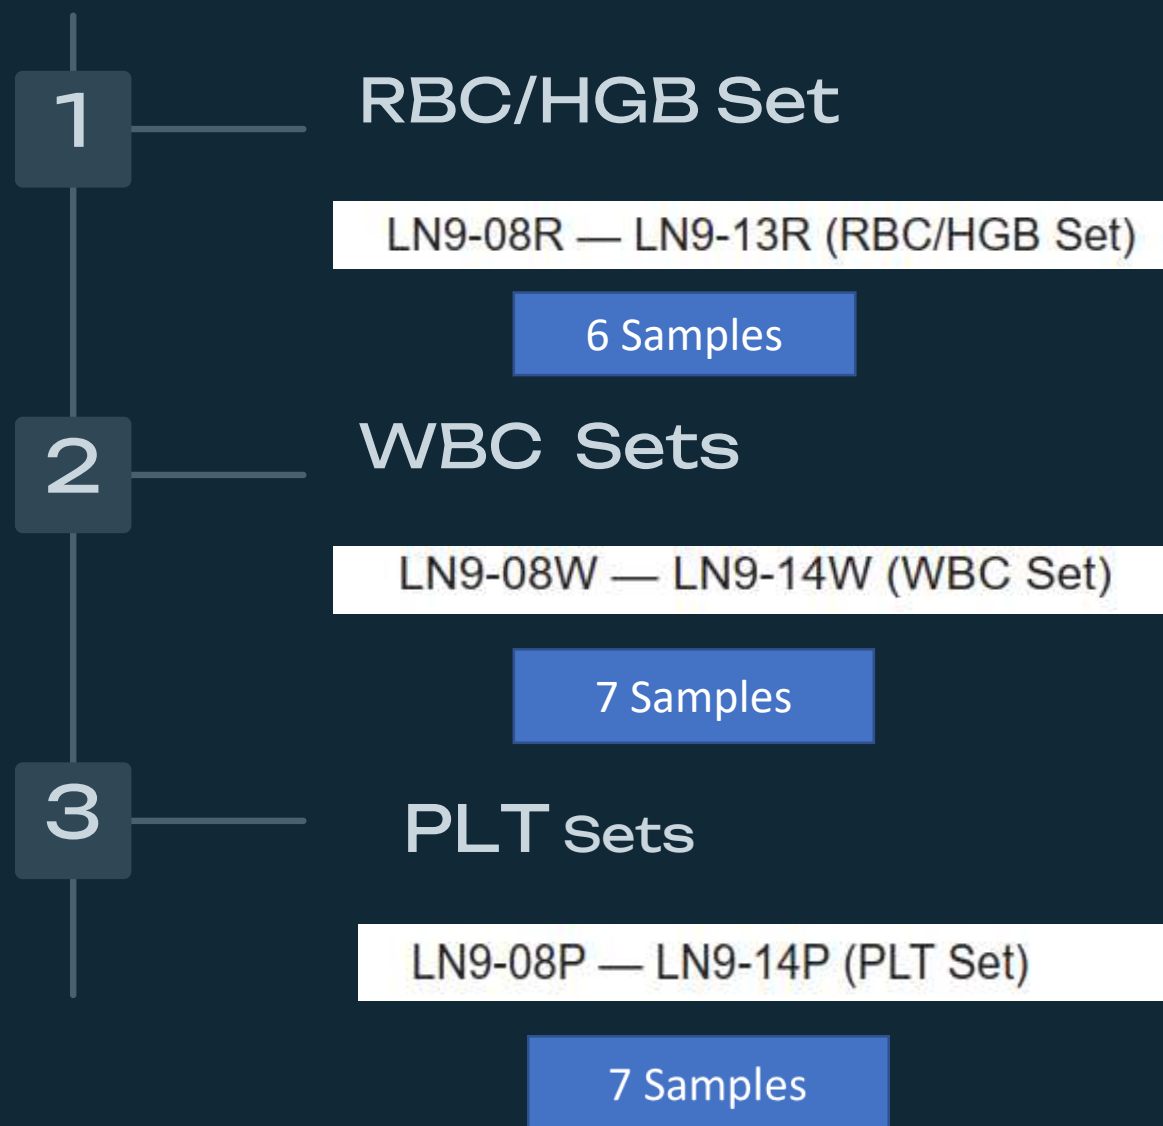 1
RBC/HGB Set
LN9-08R — LN9-13R (RBC/HGB Set)
6 Samples
2
WBC Sets
LN9-08W — LN9-14W (WBC Set)
7 Samples
3
PLT Sets
LN9-08P — LN9-14P (PLT Set)
7 Samples